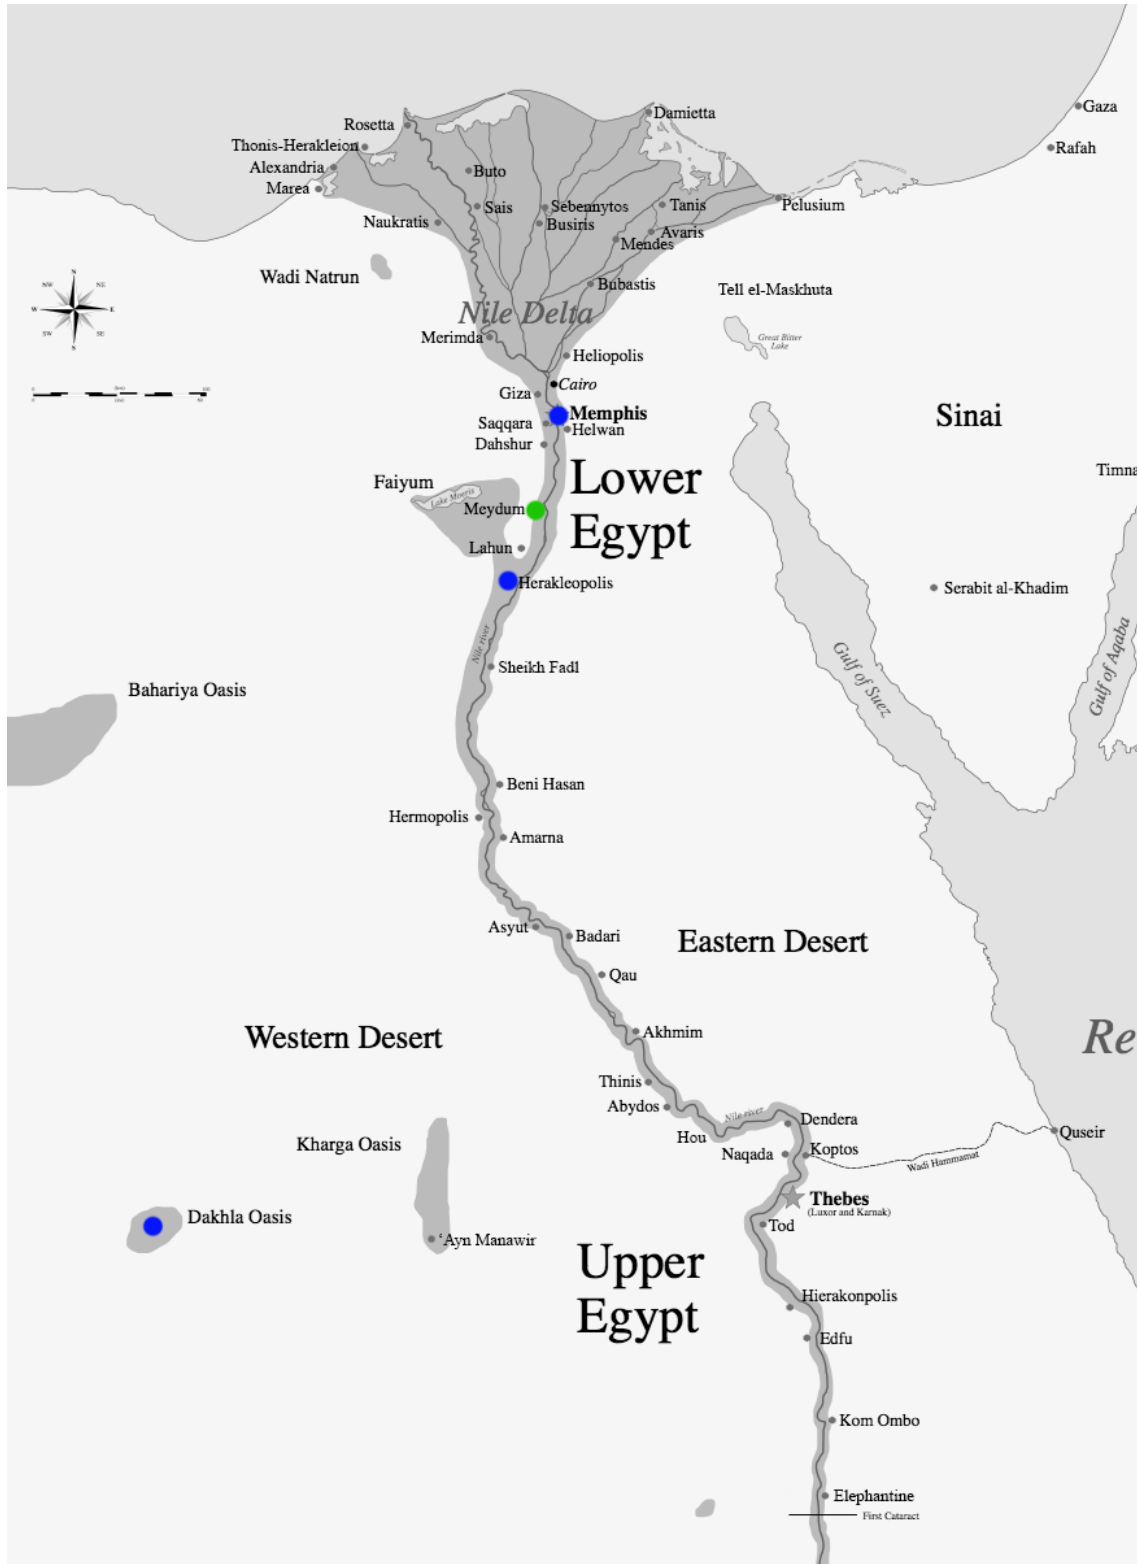 Gaza
Damietta
Rosetta
Thonis-Herakleion
Rafah
Alexandria
Buto
Marea
Pelusium
Sais
Sebennytos
Tanis
Naukratis
Busiris
Avaris
Mendes
Wadi Natrun
N
NW
NE
W
E
SW
SE
S
Bubastis
Tell el-Maskhuta
Nile Delta
Merimda
Great Bitter
Lake
Heliopolis
Cairo
Giza
Memphis
Saqqara
Helwan
Dahshur
Sinai
Timna
Lower
Egypt
Faiyum
Lake Moeris
Meydum
Lahun
Herakleopolis
Serabit al-Khadim
Nile river
Sheikh Fadl
Gulf of Suez
Gulf of Aqaba
Bahariya Oasis
Beni Hasan
Hermopolis
Amarna
Asyut
Badari
Eastern Desert
Qau
Western Desert
Akhmim
Re
Thinis
Abydos
Nile river
Dendera
Hou
Quseir
Kharga Oasis
Naqada
Koptos
Wadi Hammamat
Thebes
(Luxor and Karnak)
Dakhla Oasis
Tod
'Ayn Manawir
Upper
Egypt
Hierakonpolis
Edfu
Kom Ombo
Elephantine
First Cataract